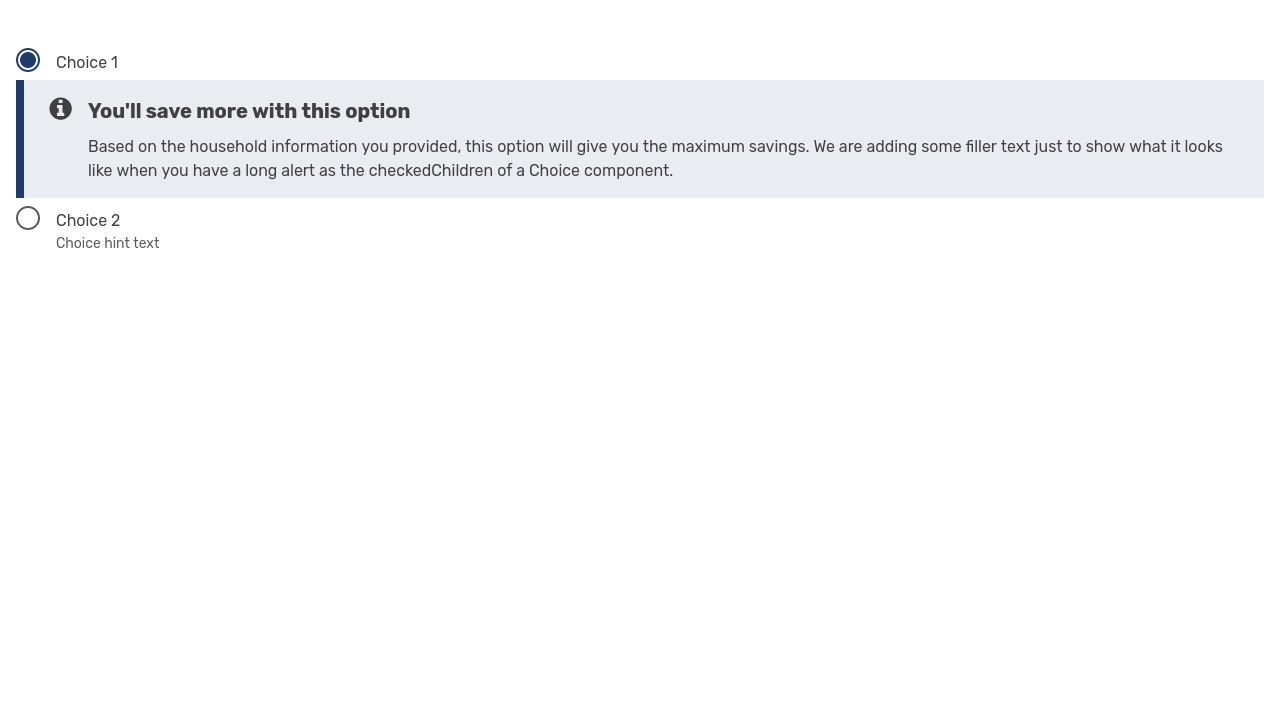 Choice 1
You'll save more with this option
Based on the household information you provided, this option will give you the maximum savings. We are adding some filler text just to show what it looks
like when you have a long alert as the checkedChildren of a Choice component.
Choice 2
Choice hint text